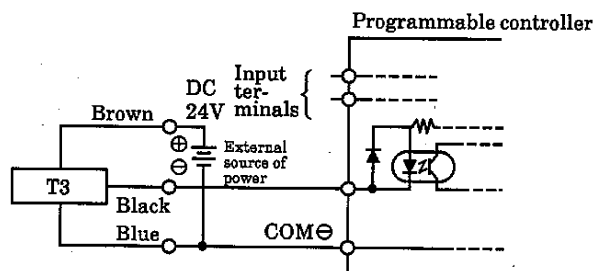 Programmable controller
Input
ter-
minals
DC
24V
Brown
⊕
⊖
External
source of
power
T3
Black
Blue
COM⊖